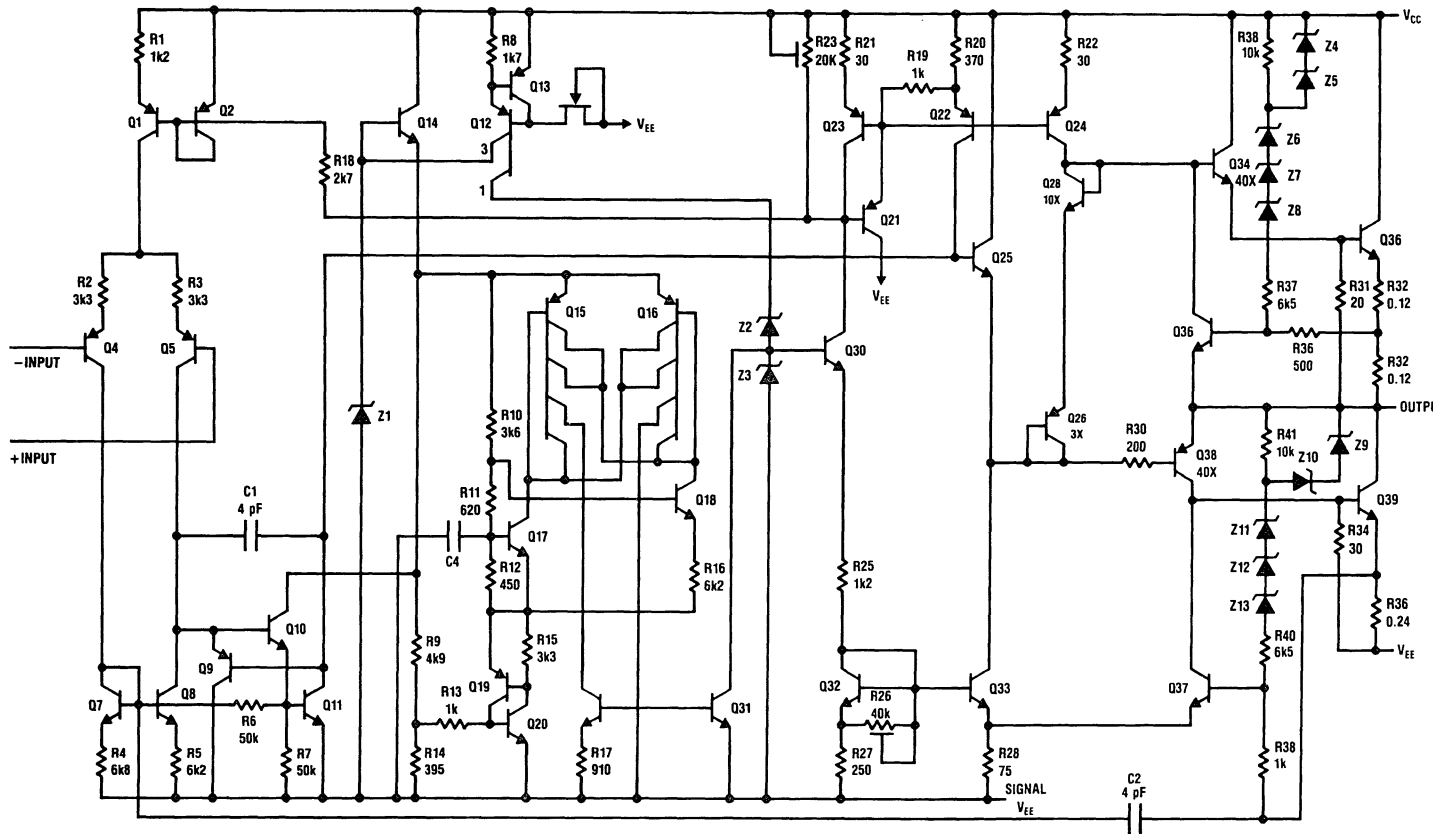 VCC
R1
1k2
Q1
Q2
R18
2k7
Q14
R8
1k7
Q13
Q12
3
1
VEE
R23
20K
R21
30
R19
1k
R20
370
R22
30
Q23
Q22
Q24
Q21
VEE
Q25
Q28
10X
Q34
40X
R38
10k
Z4
Z5
Z6
Z7
Z8
Q36
R37
6k5
R31
20
R32
0.12
Q36
R36
500
R32
0.12
OUTPU
R2
3k3
R3
3k3
Q4
Q5
−INPUT
+INPUT
Z1
Q15
Q16
Z2
Z3
Q30
R10
3k6
R11
620
Q18
Q17
C4
R12
450
R16
6k2
Q26
3X
R30
200
Q38
40X
R41
10k
Z9
Z10
Q39
Z11
Z12
Z13
R34
30
R36
0.24
VEE
R40
6k5
C1
4 pF
Q10
Q9
Q7
Q8
R6
50k
Q11
R4
6k8
R5
6k2
R7
50k
R9
4k9
R13
1k
R14
395
R15
3k3
Q19
Q20
R17
910
Q31
R25
1k2
Q32
R26
40k
R27
250
Q33
R28
75
Q37
R38
1k
SIGNAL
VEE
C2
4 pF